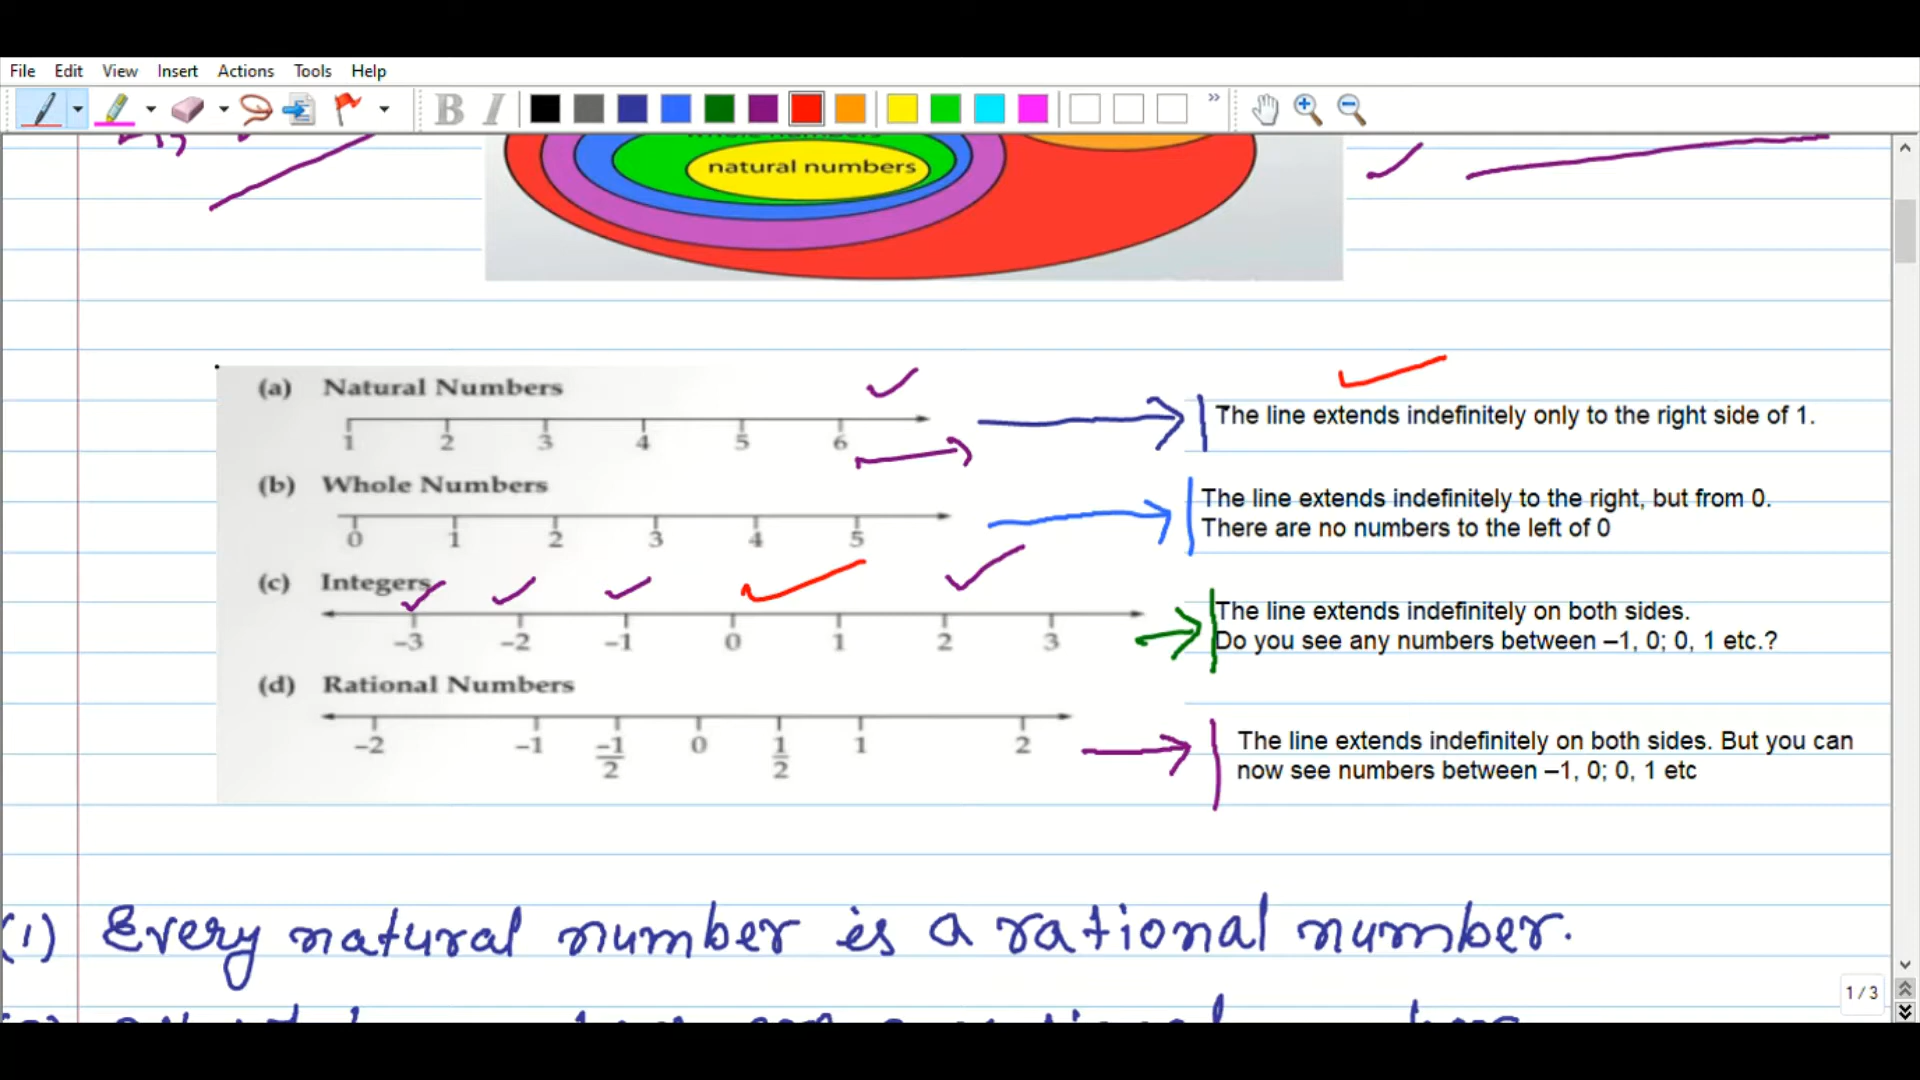 File Edit View Insert Actions Tools Help
B I
natural numbers
(a) Natural Numbers
1 2 3 4 5 6
The line extends indefinitely only to the right side of 1.
(b) Whole Numbers
0 1 2 3 4 5
The line extends indefinitely to the right, but from 0.
There are no numbers to the left of 0
(c) Integers
–3 –2 –1 0 1 2 3
The line extends indefinitely on both sides.
Do you see any numbers between –1, 0; 0, 1 etc.?
(d) Rational Numbers
–2 –1 –1/2 0 1/2 1 2
The line extends indefinitely on both sides. But you can
now see numbers between –1, 0; 0, 1 etc
(1) Every natural number is a rational number.
1 / 3